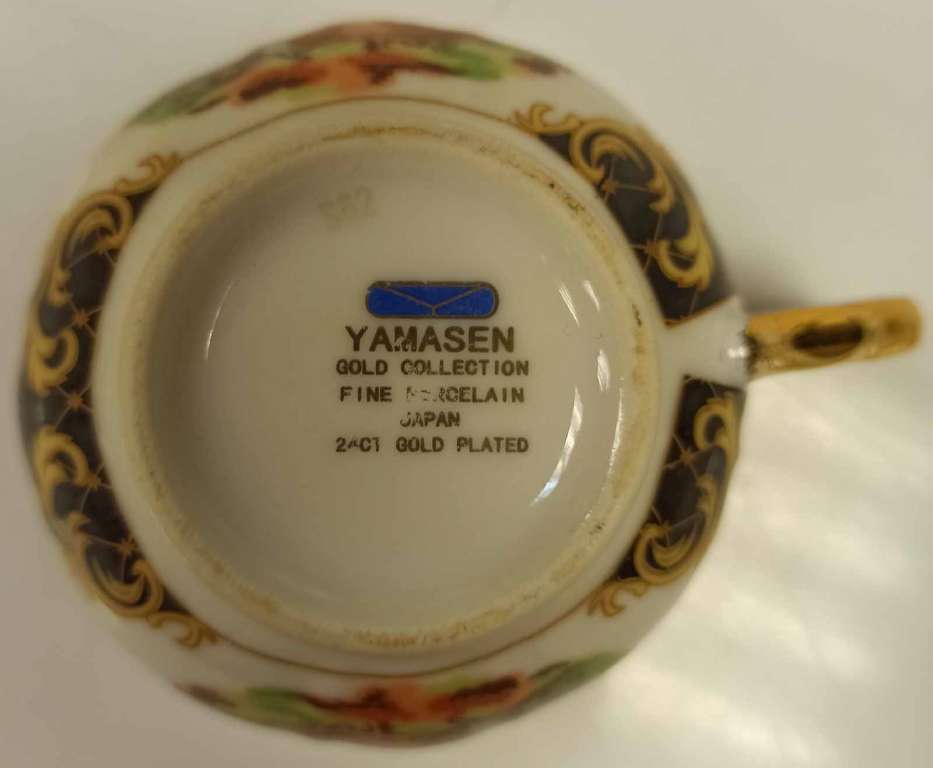 YAMASEN
GOLD COLLECTION
FINE PORCELAIN
JAPAN
24CT GOLD PLATED